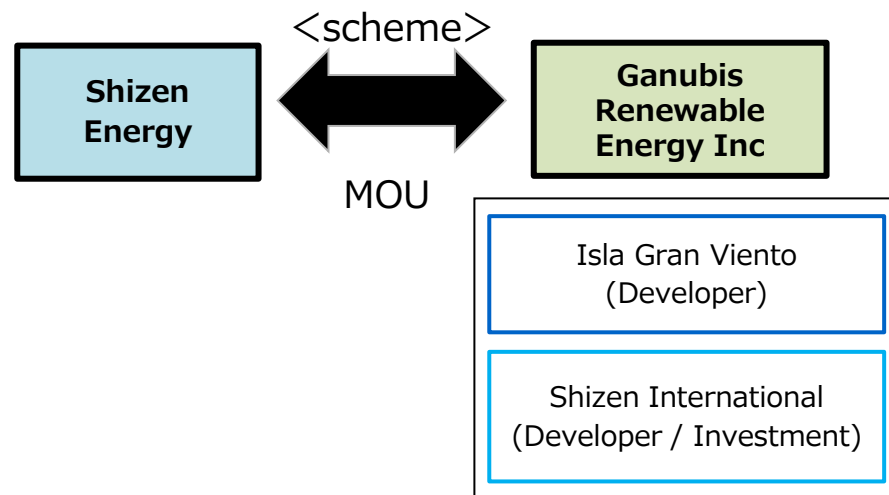 ＜scheme＞
Shizen
Energy
Ganubis
Renewable
Energy Inc
MOU
Isla Gran Viento
(Developer)
Shizen International
(Developer / Investment)